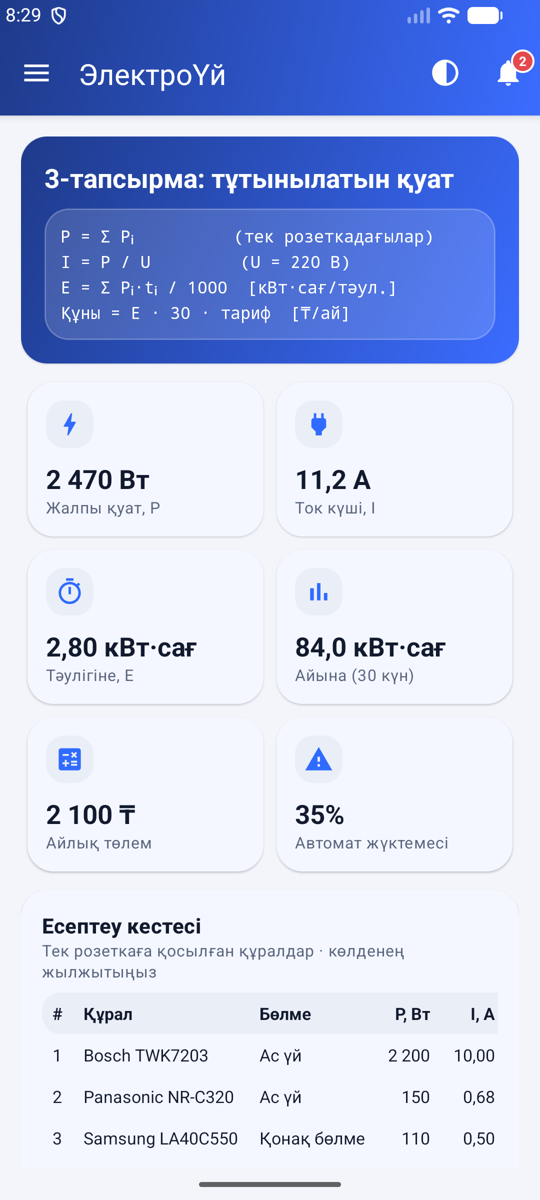 8:29
ЭлектроҮй
2
3-тапсырма: тұтынылатын қуат
P = Σ Pᵢ (тек розеткадағылар)
I = P / U (U = 220 В)
E = Σ Pᵢ·tᵢ / 1000 [кВт·сағ/тәул.]
Құны = E · 30 · тариф [₸/ай]
2 470 Вт
Жалпы қуат, P
11,2 А
Ток күші, I
2,80 кВт·сағ
Тәулігіне, E
84,0 кВт·сағ
Айына (30 күн)
2 100 ₸
Айлық төлем
35%
Автомат жүктемесі
Есептеу кестесі
Тек розеткаға қосылған құралдар · көлденең
жылжытыңыз
# Құрал Бөлме P, Вт I, А
1 Bosch TWK7203 Ас үй 2 200 10,00
2 Panasonic NR-C320 Ас үй 150 0,68
3 Samsung LA40C550 Қонақ бөлме 110 0,50